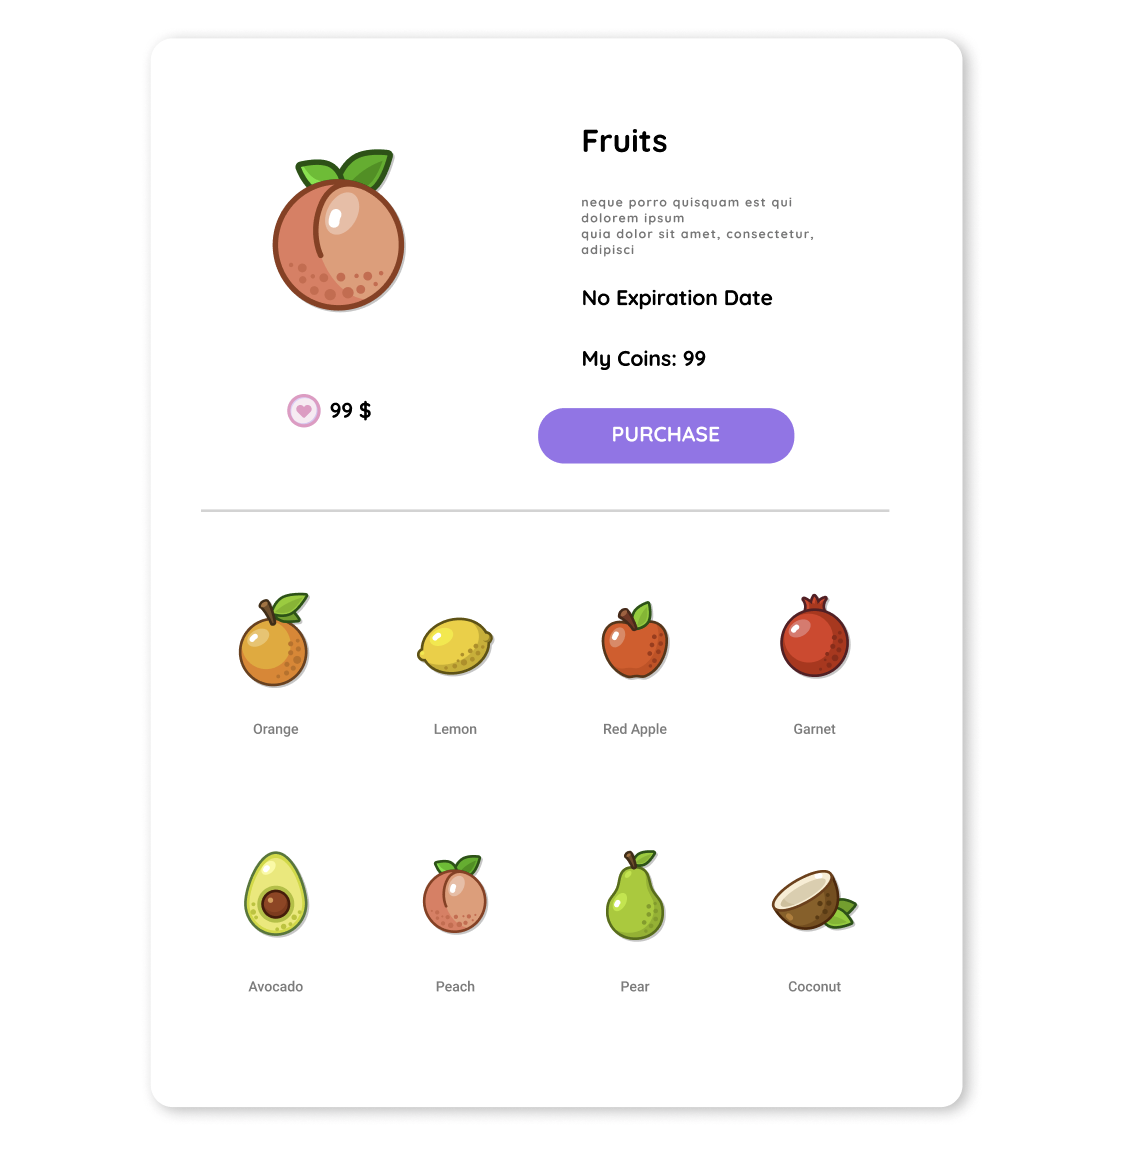 Fruits
neque porro quisquam est qui
dolorem ipsum
quia dolor sit amet, consectetur,
adipisci
No Expiration Date
My Coins: 99
99 $
PURCHASE
Orange
Lemon
Red Apple
Garnet
Avocado
Peach
Pear
Coconut